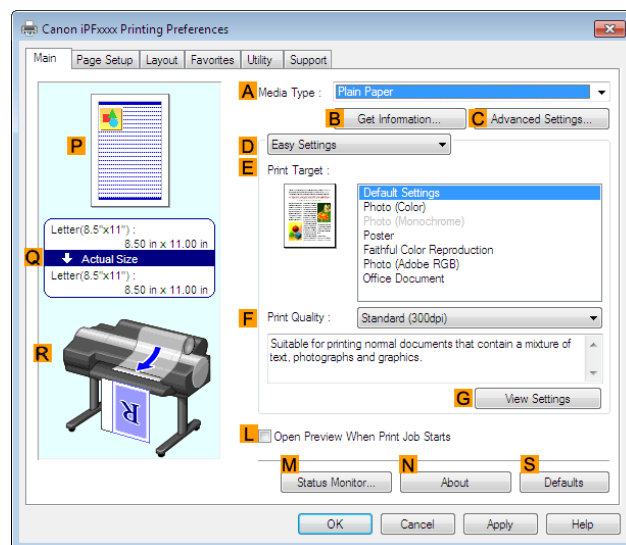 Canon iPFxxxx Printing Preferences
Main Page Setup Layout Favorites Utility Support
A Media Type : Plain Paper
B Get Information... C Advanced Settings...
D Easy Settings
E Print Target :
Default Settings
Photo (Color)
Photo (Monochrome)
Poster
Faithful Color Reproduction
Photo (Adobe RGB)
Office Document
F Print Quality : Standard (300dpi)
Suitable for printing normal documents that contain a mixture of
text, photographs and graphics.
G View Settings
L Open Preview When Print Job Starts
M Status Monitor... N About S Defaults
P
Q
Letter(8.5"x11") :
8.50 in x 11.00 in
Actual Size
Letter(8.5"x11") :
8.50 in x 11.00 in
R
R
OK Cancel Apply Help